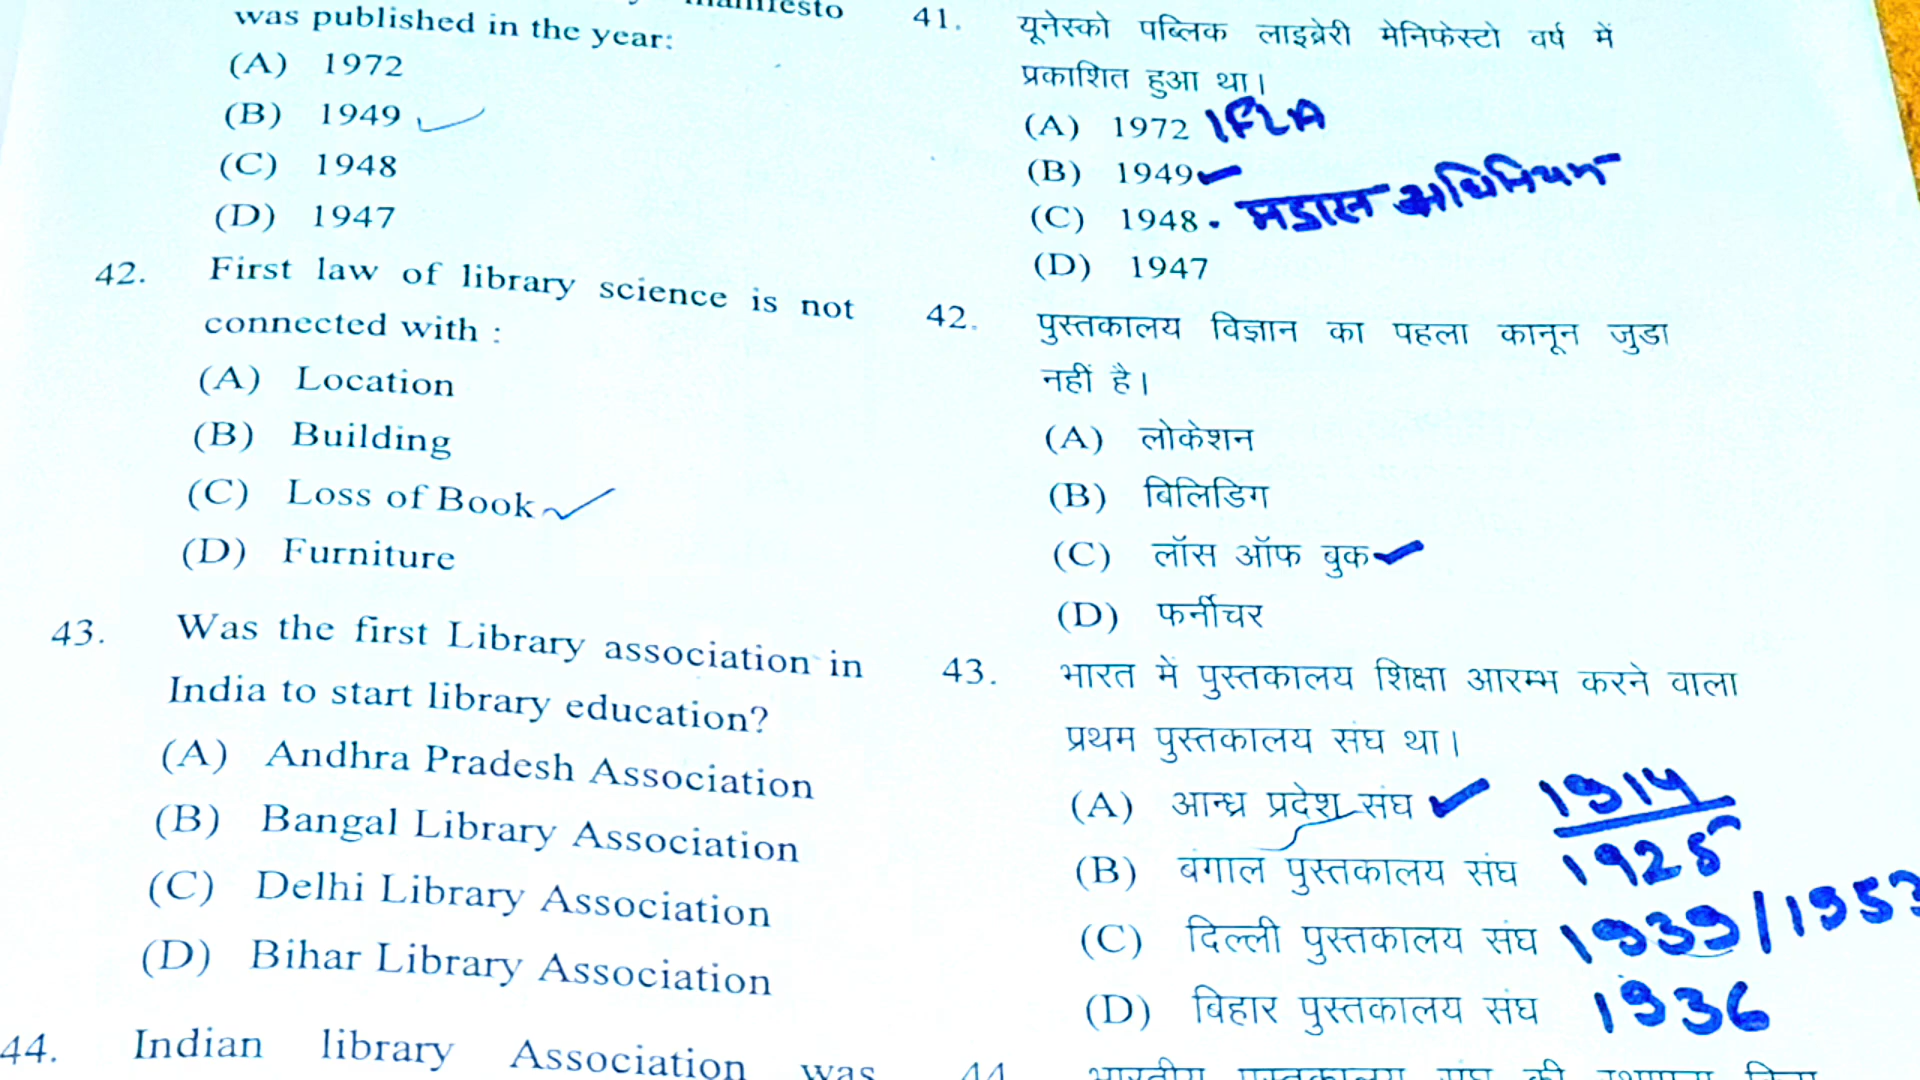 was published in the year:
(A) 1972
(B) 1949
(C) 1948
(D) 1947
42. First law of library science is not
connected with :
(A) Location
(B) Building
(C) Loss of Book
(D) Furniture
43. Was the first Library association in
India to start library education?
(A) Andhra Pradesh Association
(B) Bangal Library Association
(C) Delhi Library Association
(D) Bihar Library Association
44. Indian library Association was
41. यूनेस्को पब्लिक लाइब्रेरी मेनिफेस्टो वर्ष में
प्रकाशित हुआ था।
(A) 1972 IFLA
(B) 1949
(C) 1948. मद्रास अधिनियम
(D) 1947
42. पुस्तकालय विज्ञान का पहला कानून जुडा
नहीं है।
(A) लोकेशन
(B) बिलिडिंग
(C) लॉस ऑफ बुक
(D) फर्नीचर
43. भारत में पुस्तकालय शिक्षा आरम्भ करने वाला
प्रथम पुस्तकालय संघ था।
(A) आन्ध्र प्रदेश संघ 1914
(B) बंगाल पुस्तकालय संघ 1925
(C) दिल्ली पुस्तकालय संघ 1939/1953
(D) बिहार पुस्तकालय संघ 1936
44